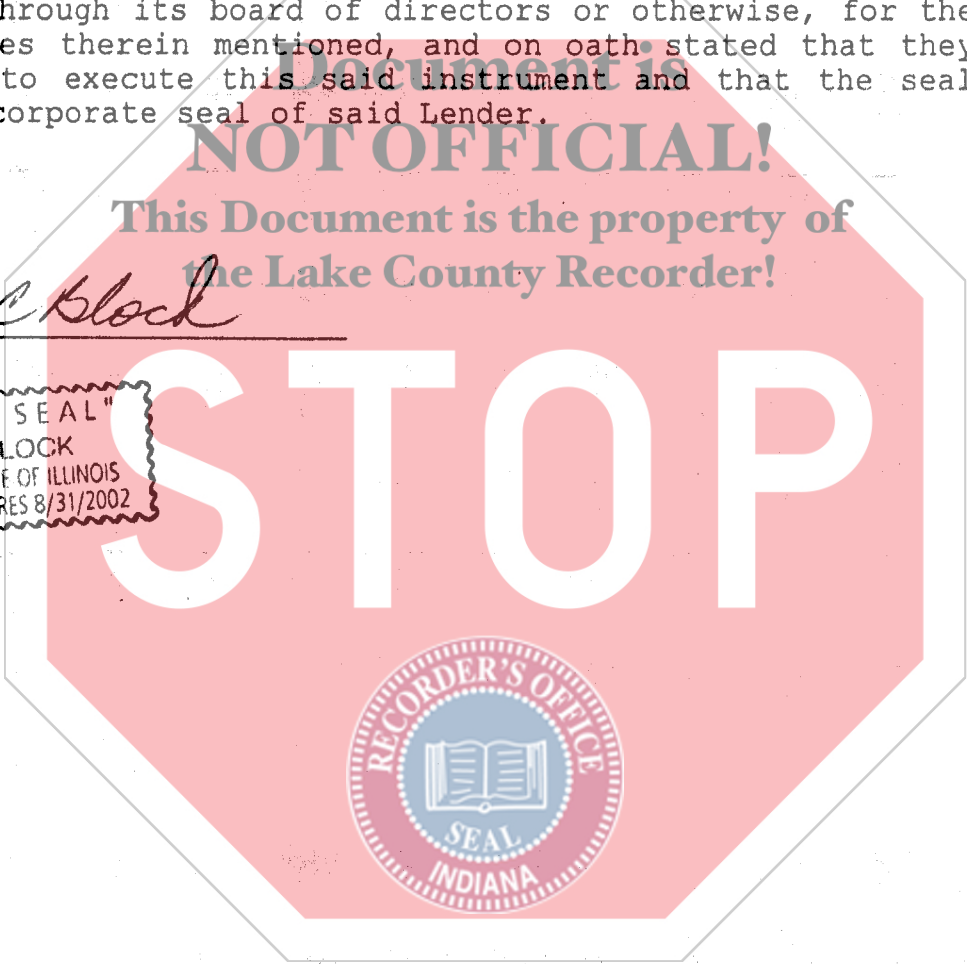 hrough its board of directors or otherwise, for the
es therein mentioned, and on oath stated that they
to execute this said instrument and that the seal
corporate seal of said Lender.
Document is
NOT OFFICIAL!
This Document is the property of
the Lake County Recorder!
C Block
STOP
SEAL"
LOCK
E OF ILLINOIS
RES 8/31/2002
RECORDER'S OFFICE
SEAL
INDIANA